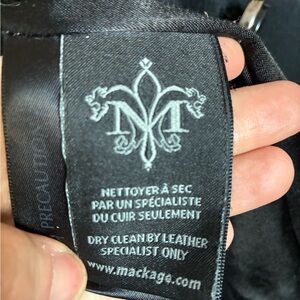 M
NETTOYER À SEC
PAR UN SPÉCIALISTE
DU CUIR SEULEMENT
DRY CLEAN BY LEATHER
SPECIALIST ONLY
www.mackage.com
PRECAUTION